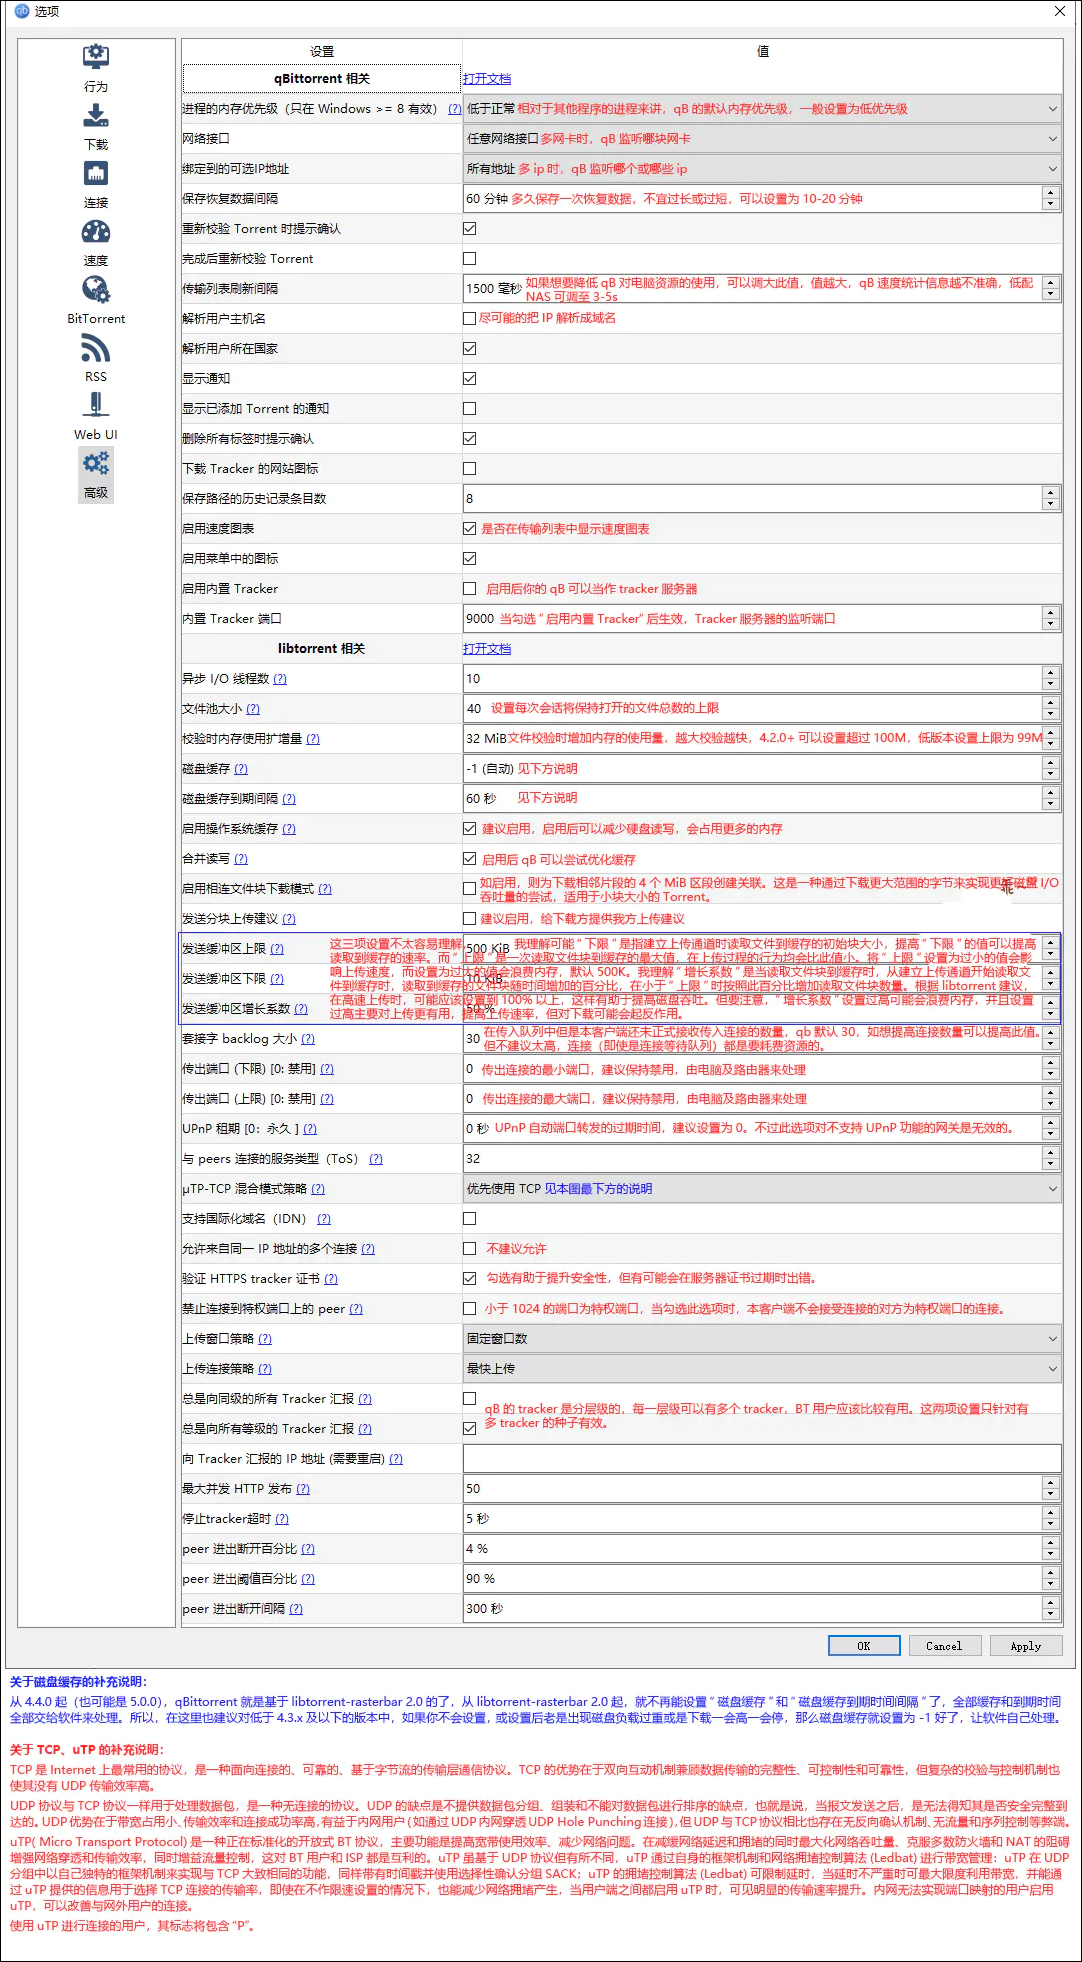 选项
设置 值
行为
下载
连接
速度
BitTorrent
RSS
Web UI
高级
qBittorrent 相关 打开文档
进程的内存优先级（只在 Windows >= 8 有效） (?) 低于正常 相对于其他程序的进程来讲，qB 的默认内存优先级，一般设置为低优先级
网络接口 任意网络接口 多网卡时，qB 监听哪块网卡
绑定到的可选IP地址 所有地址 多 ip 时，qB 监听哪个或哪些 ip
保存恢复数据间隔 60 分钟 多久保存一次恢复数据，不宜过长或过短，可以设置为 10-20 分钟
重新校验 Torrent 时提示确认
完成后重新校验 Torrent
传输列表刷新间隔 1500 毫秒 如果想要降低 qB 对电脑资源的使用，可以调大此值，值越大，qB 速度统计信息越不准确，低配
NAS 可调至 3-5s
解析用户主机名 尽可能的把 IP 解析成域名
解析用户所在国家
显示通知
显示已添加 Torrent 的通知
删除所有标签时提示确认
下载 Tracker 的网站图标
保存路径的历史记录条目数 8
启用速度图表 是否在传输列表中显示速度图表
启用菜单中的图标
启用内置 Tracker 启用后你的 qB 可以当作 tracker 服务器
内置 Tracker 端口 9000 当勾选“启用内置 Tracker”后生效，Tracker 服务器的监听端口
libtorrent 相关 打开文档
异步 I/O 线程数 (?) 10
文件池大小 (?) 40 设置每次会话将保持打开的文件总数的上限
校验时内存使用扩增量 (?) 32 MiB 文件校验时增加内存的使用量，越大校验越快，4.2.0+ 可以设置超过 100M，低版本设置上限为 99M
磁盘缓存 (?) -1 (自动) 见下方说明
磁盘缓存到期间隔 (?) 60 秒 见下方说明
启用操作系统缓存 (?) 建议启用，启用后可以减少硬盘读写，会占用更多的内存
合并读写 (?) 启用后 qB 可以尝试优化缓存
启用相连文件块下载模式 (?) 如启用，则为下载相邻片段的 4 个 MiB 区段创建关联。这是一种通过下载更大范围的字节来实现更好磁盘 I/O
吞吐量的尝试，适用于小块大小的 Torrent。
发送分块上传建议 (?) 建议启用，给下载方提供我方上传建议
发送缓冲区上限 (?) 500 KiB
发送缓冲区下限 (?) 10 KiB
发送缓冲区增长系数 (?) 50 %
这三项设置不太容易理解， 我理解可能“下限”是指建立上传通道时读取文件到缓存的初始块大小，提高“下限”的值可以提高
读取到缓存的速率。而“上限”是一次读取文件块到缓存的最大值，在上传过程的行为均会比此值小。将“上限”设置为过小的值会影
响上传速度，而设置为过大的值会浪费内存，默认 500K。我理解“增长系数”是当读取文件块到缓存时，从建立上传通道开始读取文
件到缓存时，读取到缓存的文件块随时间增加的百分比，在小于“上限”时按照此百分比增加读取文件块数量。根据 libtorrent 建议，
在高速上传时，可能应该设置到 100% 以上，这样有助于提高磁盘吞吐。但要注意，“增长系数”设置过高可能会浪费内存，并且设置
过高主要对上传更有用，提高上传速率，但对下载可能会起反作用。
套接字 backlog 大小 (?) 30 在传入队列中但是本客户端还未正式接收传入连接的数量，qb 默认 30，如想提高连接数量可以提高此值。
但不建议太高，连接（即使是连接等待队列）都是要耗费资源的。
传出端口 (下限) [0: 禁用] (?) 0 传出连接的最小端口，建议保持禁用，由电脑及路由器来处理
传出端口 (上限) [0: 禁用] (?) 0 传出连接的最大端口，建议保持禁用，由电脑及路由器来处理
UPnP 租期 [0：永久 ] (?) 0 秒 UPnP 自动端口转发的过期时间，建议设置为 0。不过此选项对不支持 UPnP 功能的网关是无效的。
与 peers 连接的服务类型（ToS） (?) 32
μTP-TCP 混合模式策略 (?) 优先使用 TCP 见本图最下方的说明
支持国际化域名（IDN） (?)
允许来自同一 IP 地址的多个连接 (?) 不建议允许
验证 HTTPS tracker 证书 (?) 勾选有助于提升安全性，但有可能会在服务器证书过期时出错。
禁止连接到特权端口上的 peer (?) 小于 1024 的端口为特权端口，当勾选此选项时，本客户端不会接受连接的对方为特权端口的连接。
上传窗口策略 (?) 固定窗口数
上传连接策略 (?) 最快上传
总是向同级的所有 Tracker 汇报 (?)
qB 的 tracker 是分层级的，每一层级可以有多个 tracker，BT 用户应该比较有用。这两项设置只针对有
多 tracker 的种子有效。
总是向所有等级的 Tracker 汇报 (?)
向 Tracker 汇报的 IP 地址 (需要重启) (?)
最大并发 HTTP 发布 (?) 50
停止tracker超时 (?) 5 秒
peer 进出断开百分比 (?) 4 %
peer 进出阈值百分比 (?) 90 %
peer 进出断开间隔 (?) 300 秒
OK Cancel Apply
关于磁盘缓存的补充说明：
从 4.4.0 起（也可能是 5.0.0），qBittorrent 就是基于 libtorrent-rasterbar 2.0 的了，从 libtorrent-rasterbar 2.0 起，就不再能设置“磁盘缓存”和“磁盘缓存到期时间间隔”了，全部缓存和到期时间
全部交给软件来处理。所以，在这里也建议对低于 4.3.x 及以下的版本中，如果你不会设置，或设置后老是出现磁盘负载过重或是下载一会高一会停，那么磁盘缓存就设置为 -1 好了，让软件自己处理。
关于 TCP、uTP 的补充说明：
TCP 是 Internet 上最常用的协议，是一种面向连接的、可靠的、基于字节流的传输层通信协议。TCP 的优势在于双向互动机制兼顾数据传输的完整性、可控制性和可靠性，但复杂的校验与控制机制也
使其没有 UDP 传输效率高。
UDP 协议与 TCP 协议一样用于处理数据包，是一种无连接的协议。UDP 的缺点是不提供数据包分组、组装和不能对数据包进行排序的缺点，也就是说，当报文发送之后，是无法得知其是否安全完整到
达的。UDP 优势在于带宽占用小、传输效率和连接成功率高，有益于内网用户（如通过 UDP 内网穿透 UDP Hole Punching 连接），但 UDP 与 TCP 协议相比也存在无反向确认机制、无流量和序列控制等弊端。
uTP( Micro Transport Protocol) 是一种正在标准化的开放式 BT 协议，主要功能是提高宽带使用效率、减少网络问题。在减缓网络延迟和拥堵的同时最大化网络吞吐量、克服多数防火墙和 NAT 的阻碍
增强网络穿透和传输效率，同时增益流量控制，这对 BT 用户和 ISP 都是互利的。uTP 虽基于 UDP 协议但有所不同，uTP 通过自身的框架机制和网络拥堵控制算法 (Ledbat) 进行带宽管理：uTP 在 UDP
分组中以自己独特的框架机制来实现与 TCP 大致相同的功能，同样带有时间戳并使用选择性确认分组 SACK；uTP 的拥堵控制算法 (Ledbat) 可限制延时，当延时不严重时可最大限度利用带宽，并能通
过 uTP 提供的信息用于选择 TCP 连接的传输率，即使在不作限速设置的情况下，也能减少网络拥堵产生，当用户端之间都启用 uTP 时，可见明显的传输速率提升。内网无法实现端口映射的用户启用
uTP，可以改善与网外用户的连接。
使用 uTP 进行连接的用户，其标志将包含“P”。